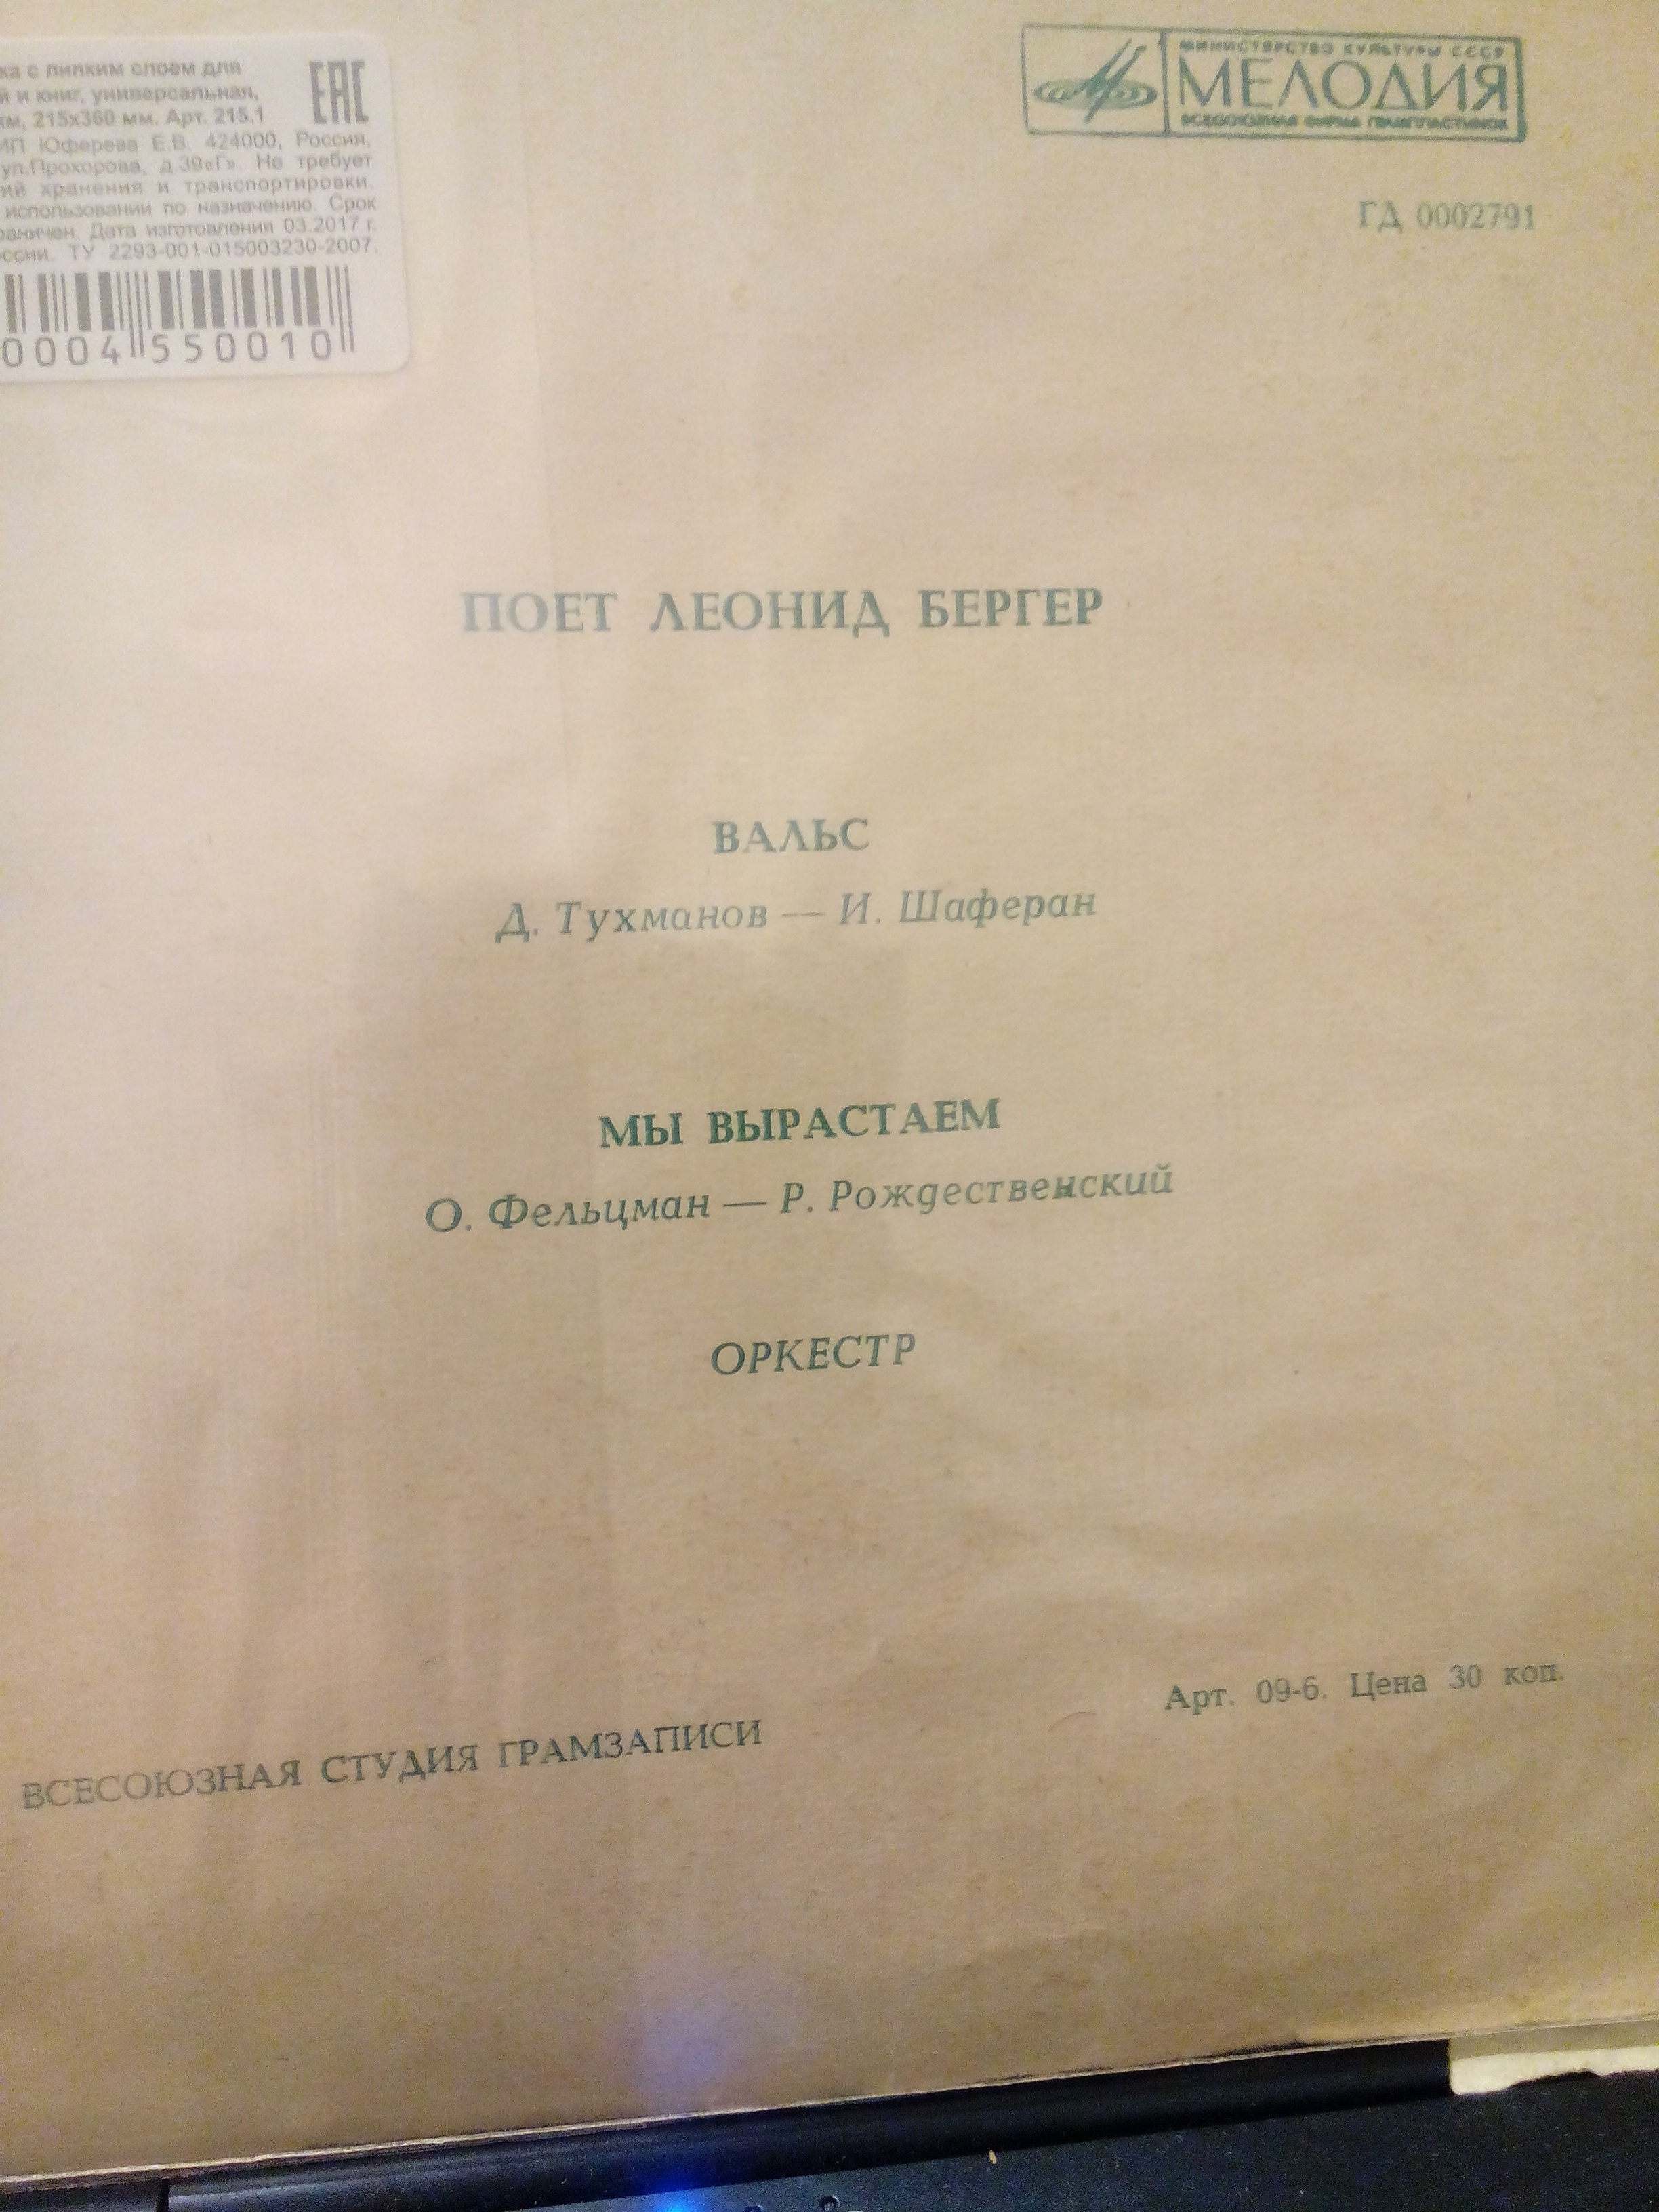 ка с липким слоем для
й и книг, универсальная,
км, 215х360 мм. Арт. 215.1
ЕАС
ИП Юферева Е.В. 424000, Россия,
ул.Прохорова, д.39«Г». Не требует
ий хранения и транспортировки.
использовании по назначению. Срок
раничен. Дата изготовления 03.2017 г.
ссии. ТУ 2293-001-015003230-2007.
0004 550010
МИНИСТЕРСТВО КУЛЬТУРЫ СССР
МЕЛОДИЯ
ВСЕСОЮЗНАЯ ФИРМА ГРАМПЛАСТИНОК
ГД 0002791
ПОЕТ ЛЕОНИД БЕРГЕР
ВАЛЬС
Д. Тухманов — И. Шаферан
МЫ ВЫРАСТАЕМ
О. Фельцман — Р. Рождественский
ОРКЕСТР
Арт. 09-6. Цена 30 коп.
ВСЕСОЮЗНАЯ СТУДИЯ ГРАМЗАПИСИ